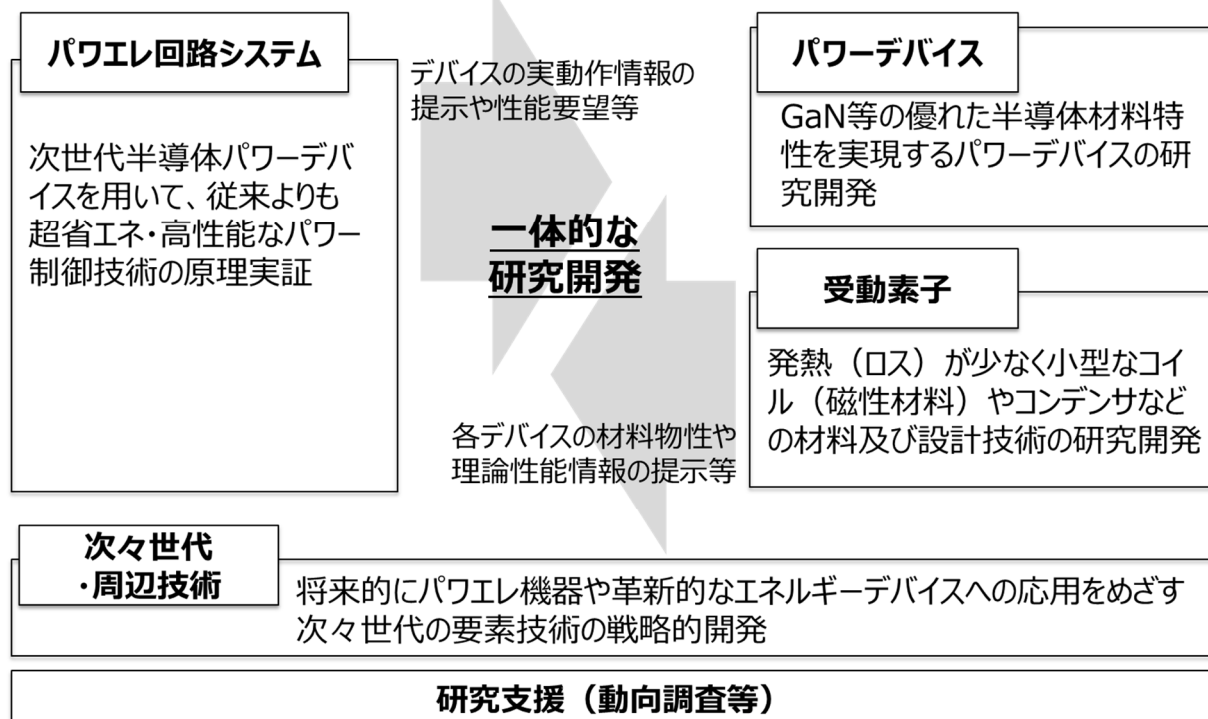 パワエレ回路システム
次世代半導体パワーデバ
イスを用いて、従来よりも
超省エネ・高性能なパワー
制御技術の原理実証
デバイスの実動作情報の
提示や性能要望等
一体的な
研究開発
各デバイスの材料物性や
理論性能情報の提示等
パワーデバイス
GaN等の優れた半導体材料特
性を実現するパワーデバイスの研
究開発
受動素子
発熱（ロス）が少なく小型なコイ
ル（磁性材料）やコンデンサなど
の材料及び設計技術の研究開発
次々世代
・周辺技術
将来的にパワエレ機器や革新的なエネルギーデバイスへの応用をめざす
次々世代の要素技術の戦略的開発
研究支援（動向調査等）